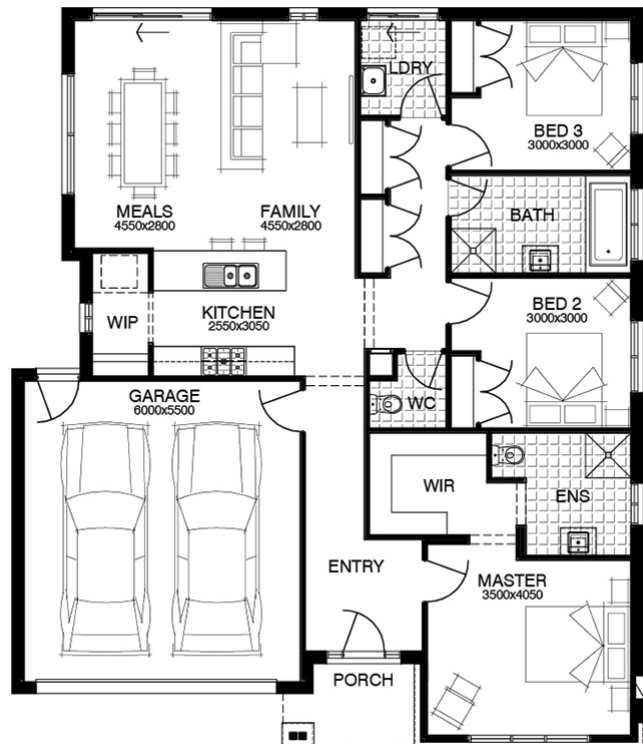 LDRY
BED 3
3000x3000
MEALS
4550x2800
FAMILY
4550x2800
BATH
WIP
KITCHEN
2550x3050
BED 2
3000x3000
GARAGE
6000x5500
WC
WIR
ENS
ENTRY
MASTER
3500x4050
PORCH